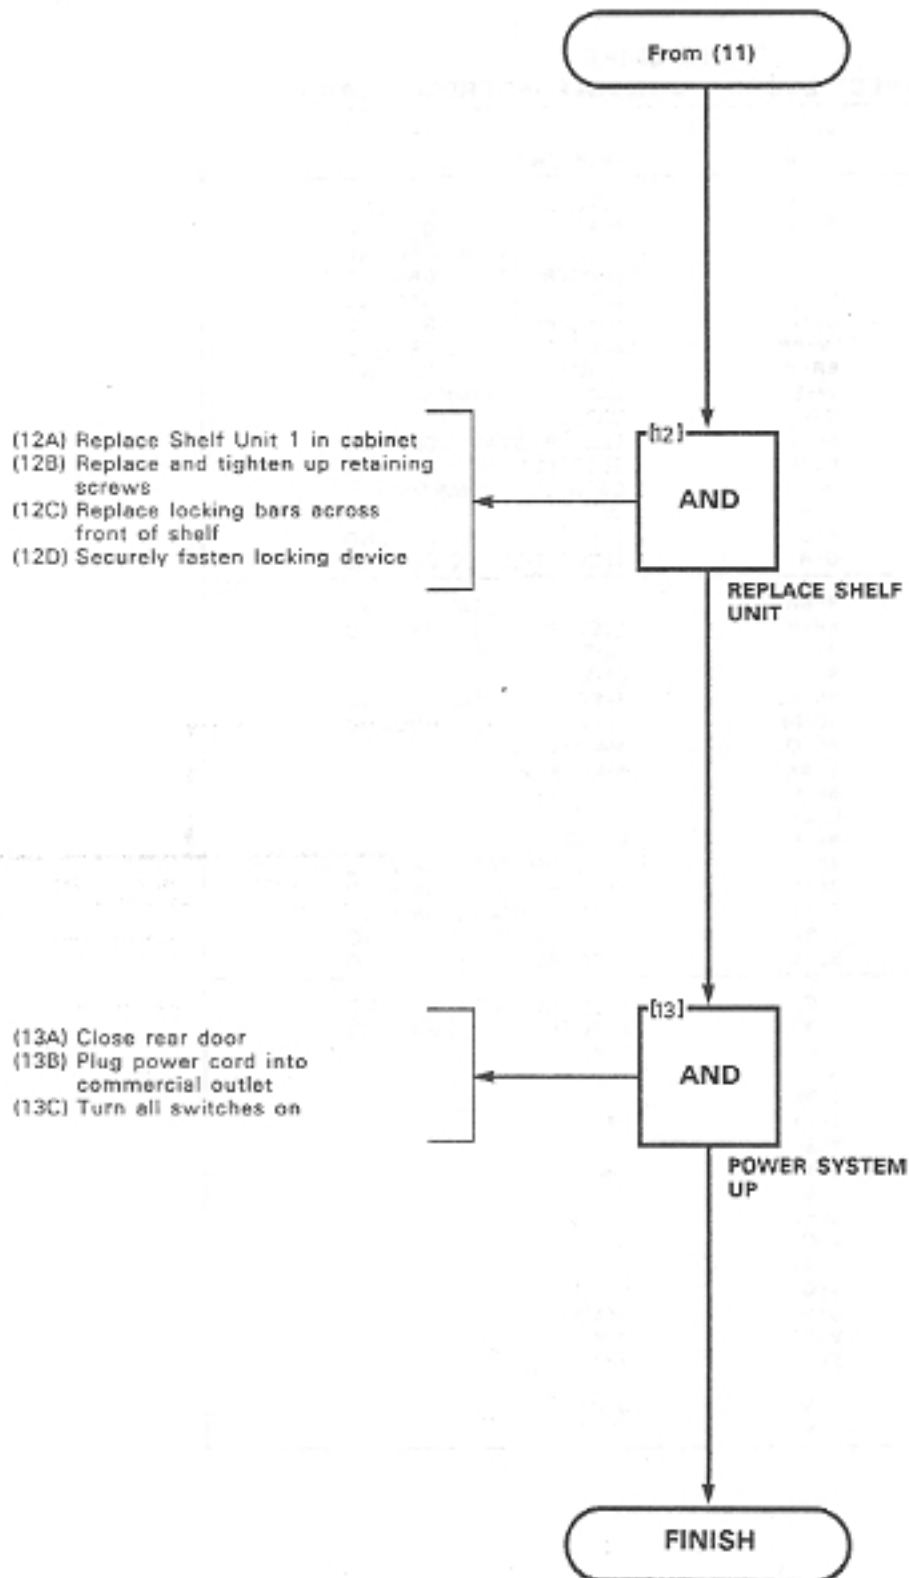 From (11)
[12]
AND
REPLACE SHELF
UNIT
(12A) Replace Shelf Unit 1 in cabinet
(12B) Replace and tighten up retaining
screws
(12C) Replace locking bars across
front of shelf
(12D) Securely fasten locking device
[13]
AND
POWER SYSTEM
UP
(13A) Close rear door
(13B) Plug power cord into
commercial outlet
(13C) Turn all switches on
FINISH